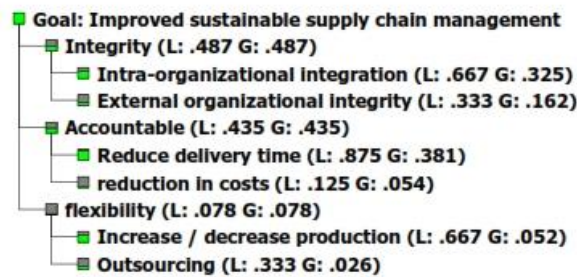 Goal: Improved sustainable supply chain management
Integrity (L: .487 G: .487)
Intra-organizational integration (L: .667 G: .325)
External organizational integrity (L: .333 G: .162)
Accountable (L: .435 G: .435)
Reduce delivery time (L: .875 G: .381)
reduction in costs (L: .125 G: .054)
flexibility (L: .078 G: .078)
Increase / decrease production (L: .667 G: .052)
Outsourcing (L: .333 G: .026)